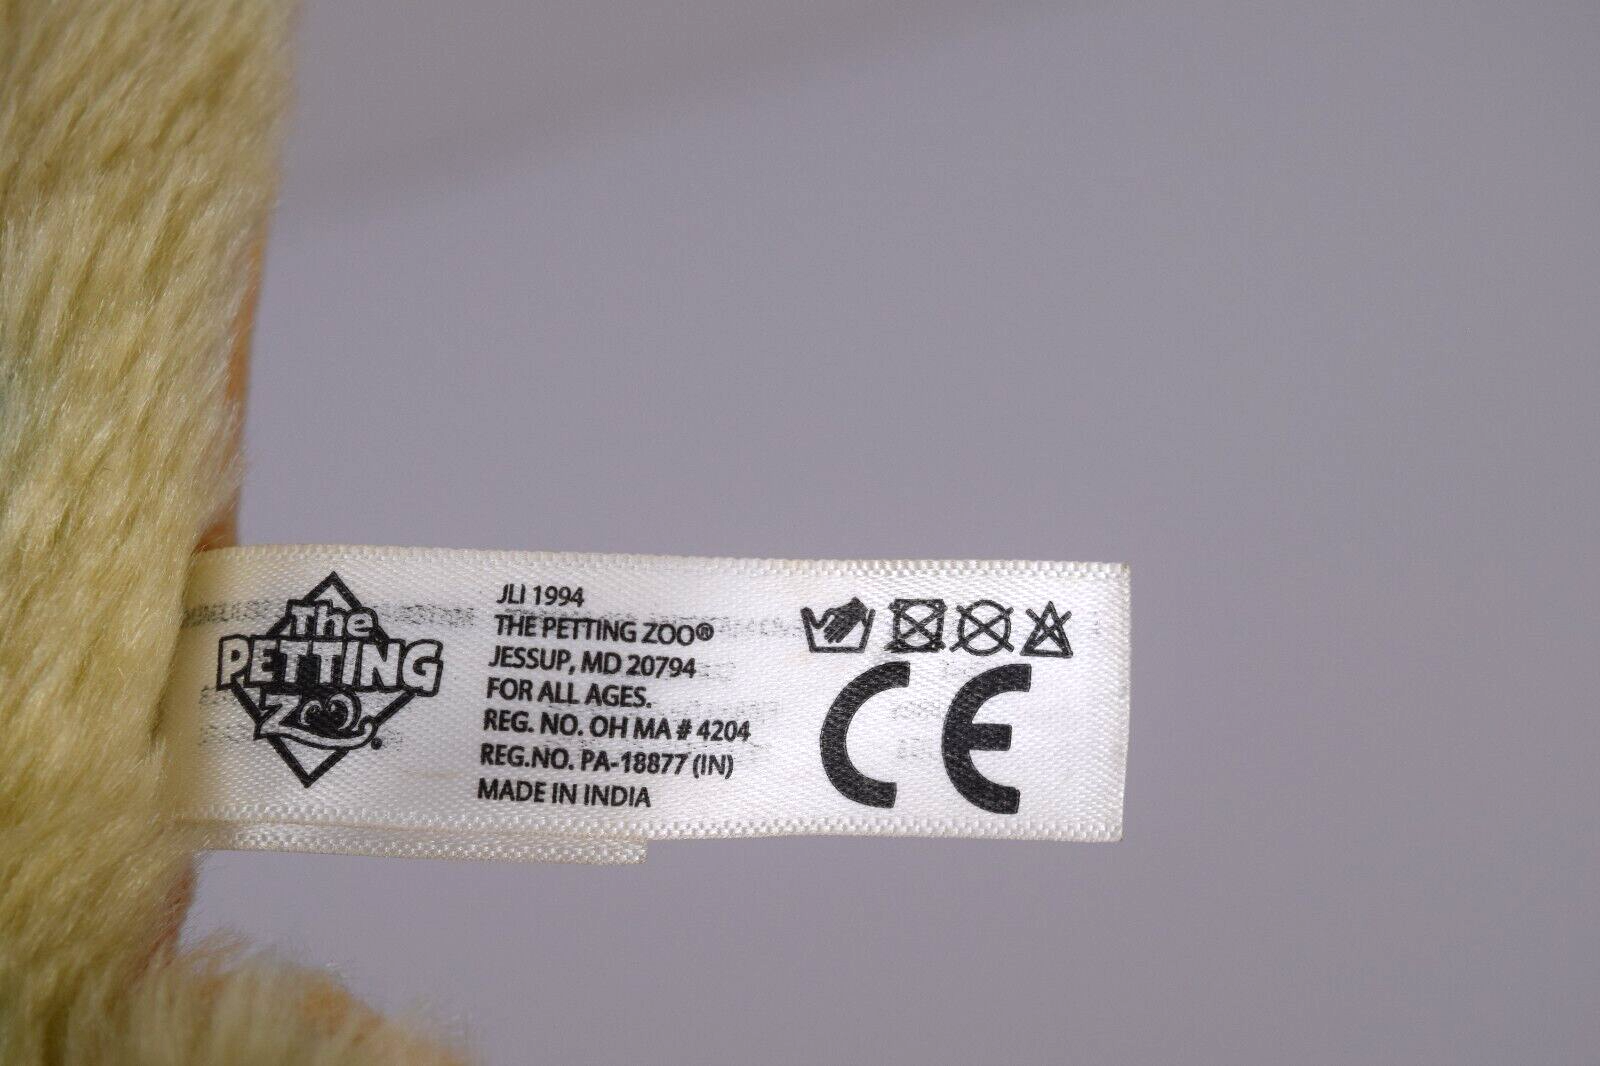 The
PETTING
ZOO
JLI 1994
THE PETTING ZOO®
JESSUP, MD 20794
FOR ALL AGES.
REG. NO. OH MA # 4204
REG.NO. PA-18877 (IN)
MADE IN INDIA
CE